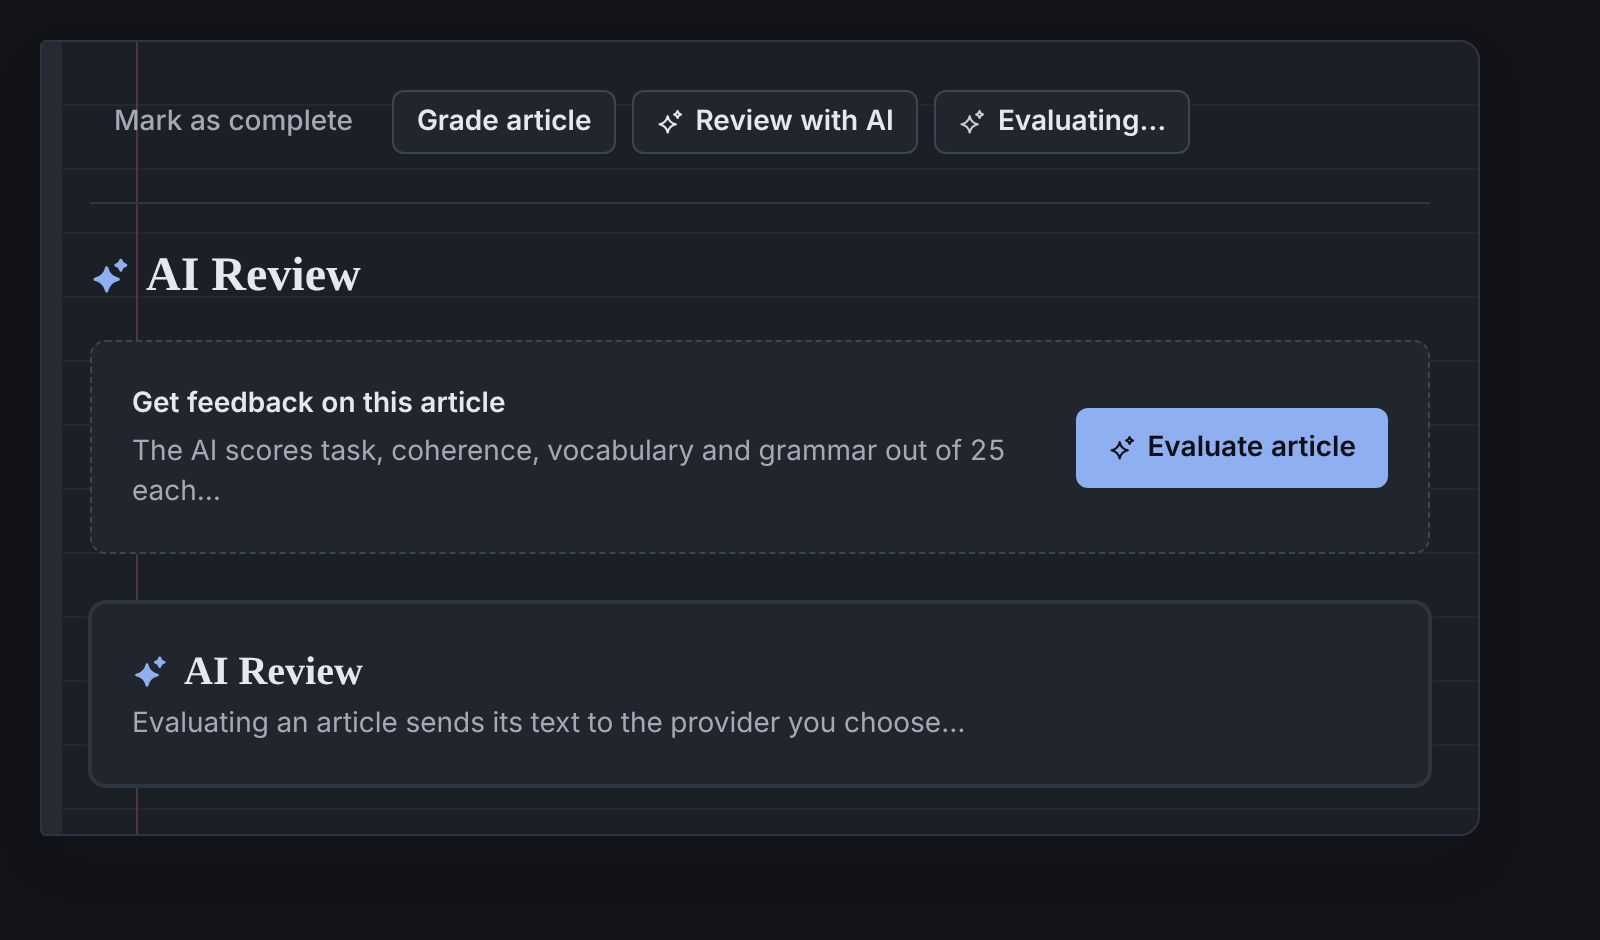 Mark as complete
Grade article
Review with AI
Evaluating...
AI Review
Get feedback on this article
The AI scores task, coherence, vocabulary and grammar out of 25
each...
Evaluate article
AI Review
Evaluating an article sends its text to the provider you choose...